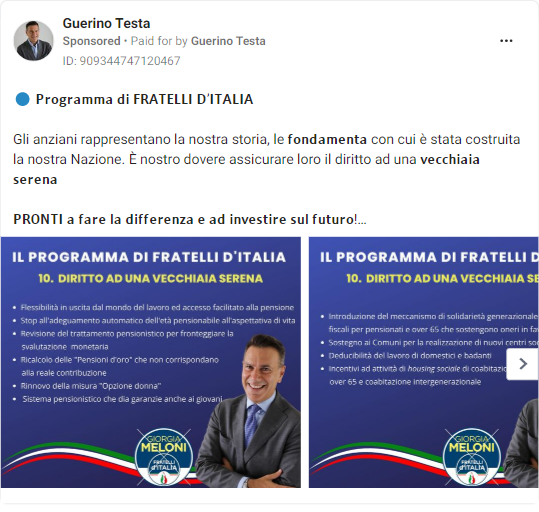 Guerino Testa
Sponsored • Paid for by Guerino Testa
ID: 909344747120467
Programma di FRATELLI D'ITALIA
Gli anziani rappresentano la nostra storia, le fondamenta con cui è stata costruita
la nostra Nazione. È nostro dovere assicurare loro il diritto ad una vecchiaia
serena
PRONTI a fare la differenza e ad investire sul futuro!...
IL PROGRAMMA DI FRATELLI D'ITALIA
10. DIRITTO AD UNA VECCHIAIA SERENA
• Flessibilità in uscita dal mondo del lavoro ed accesso facilitato alla pensione
• Stop all'adeguamento automatico dell'età pensionabile all'aspettativa di vita
• Revisione del trattamento pensionistico per fronteggiare la
svalutazione monetaria
• Ricalcolo delle "Pensioni d'oro" che non corrispondano
alla reale contribuzione
• Rinnovo della misura "Opzione donna"
• Sistema pensionistico che dia garanzie anche ai giovani
GIORGIA
MELONI
FRATELLI
d'ITALIA
IL PROGRAMMA DI FRATELLI D
10. DIRITTO AD UNA VECCHIAIA SEREN
• Introduzione del meccanismo di solidarietà generazionale
fiscali per pensionati e over 65 che sostengono oneri in fav
• Sostegno ai Comuni per la realizzazione di nuovi centri so
• Deducibilità del lavoro di domestici e badanti
• Incentivi ad attività di housing sociale di coabitazio
over 65 e coabitazione intergenerazionale
GIORGIA
MELONI
FRATELLI
d'ITALIA